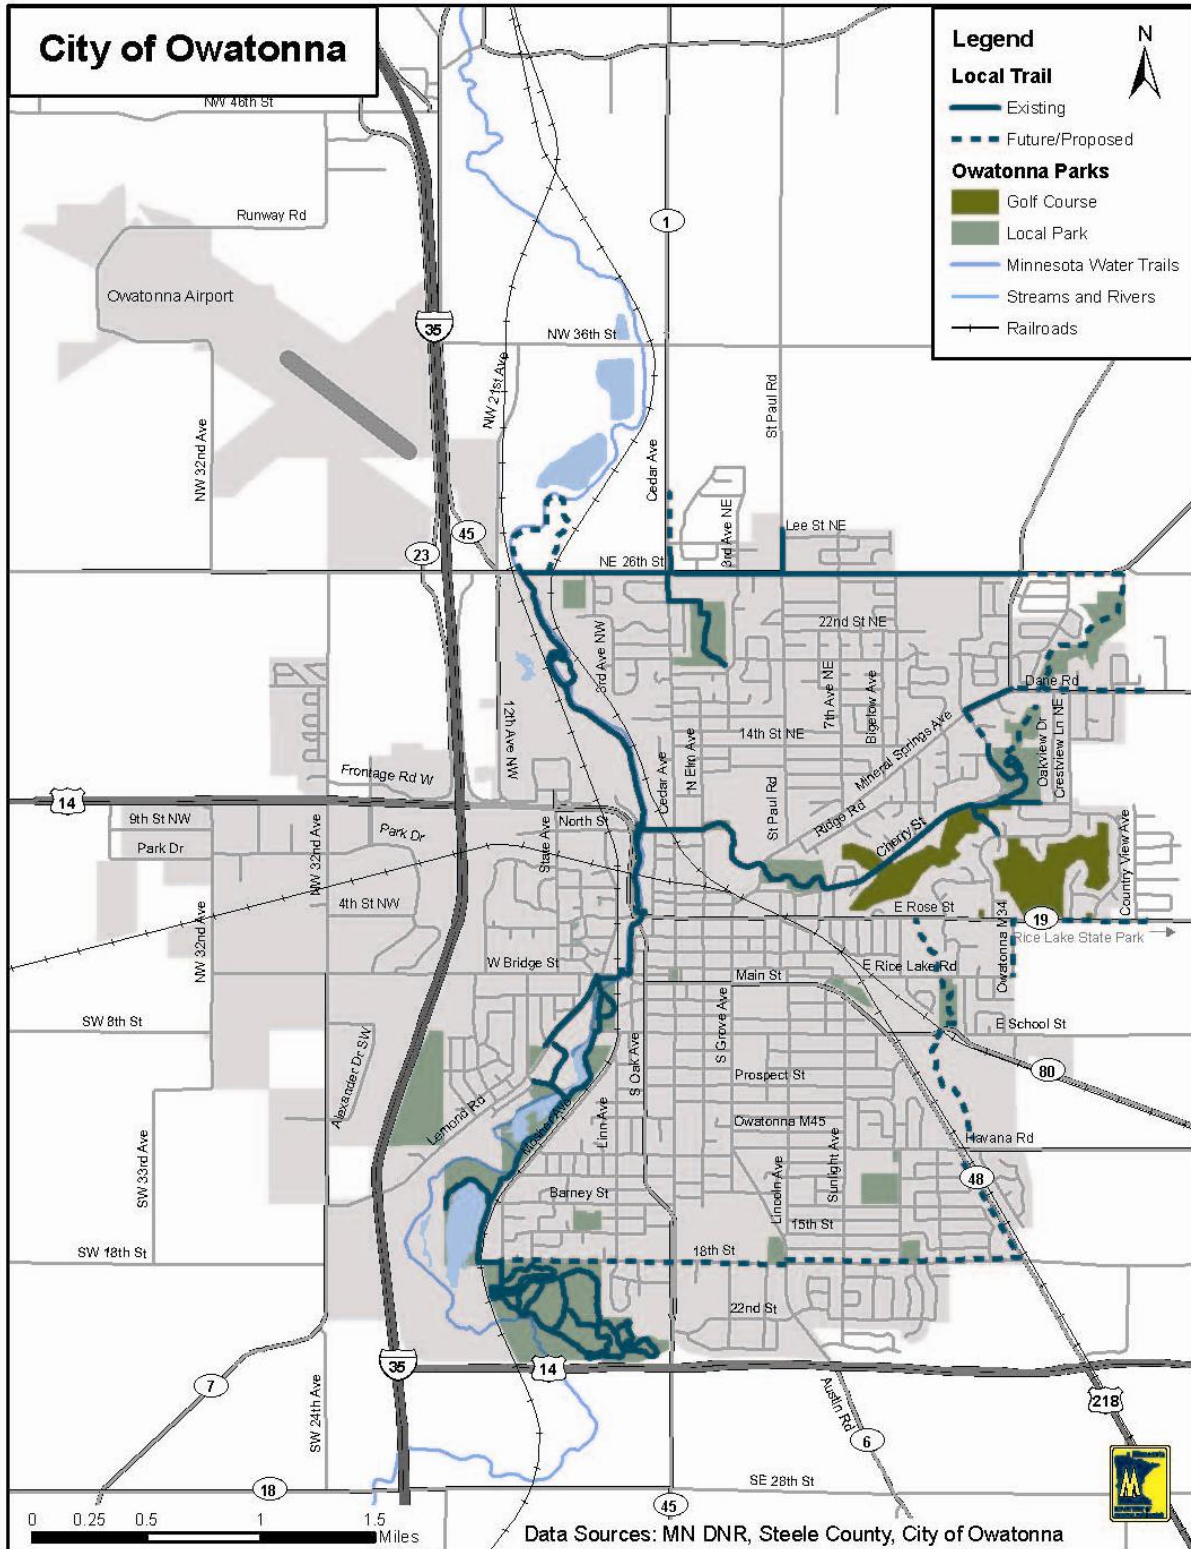 City of Owatonna
Legend
N
Local Trail
Existing
Future/Proposed
Owatonna Parks
Golf Course
Local Park
Minnesota Water Trails
Streams and Rivers
Railroads
NW 46th St
Runway Rd
1
Owatonna Airport
35
NW 36th St
NW 21st Ave
St Paul Rd
NW 32nd Ave
Cedar Ave
3rd Ave NE
Lee St NE
45
23
NE 26th St
22nd St NE
3rd Ave NW
7th Ave NE
Bigelow Ave
Dane Rd
12th Ave NW
14th St NE
Mineral Springs Ave
Oakview Dr
Crestview Ln NE
Cedar Ave
N Elm Ave
Frontage Rd W
14
St Paul Rd
Ridge Rd
Cherry St
9th St NW
Park Dr
North St
Park Dr
NW 32nd Ave
State Ave
Country View Ave
4th St NW
E Rose St
19
Owatonna M34
Rice Lake State Park
NW 32nd Ave
W Bridge St
Main St
E Rice Lake Rd
SW 8th St
E School St
Alexander Dr SW
S Oak Ave
S Grove Ave
Prospect St
80
Lemond Rd
Mosher Ave
Linn Ave
Owatonna M45
Havana Rd
SW 33rd Ave
Sunlight Ave
Lincoln Ave
48
Barney St
15th St
SW 18th St
18th St
22nd St
35
14
7
SW 24th Ave
Austin Rd
218
6
18
SE 28th St
45
0 0.25 0.5 1 1.5
Miles
Data Sources: MN DNR, Steele County, City of Owatonna